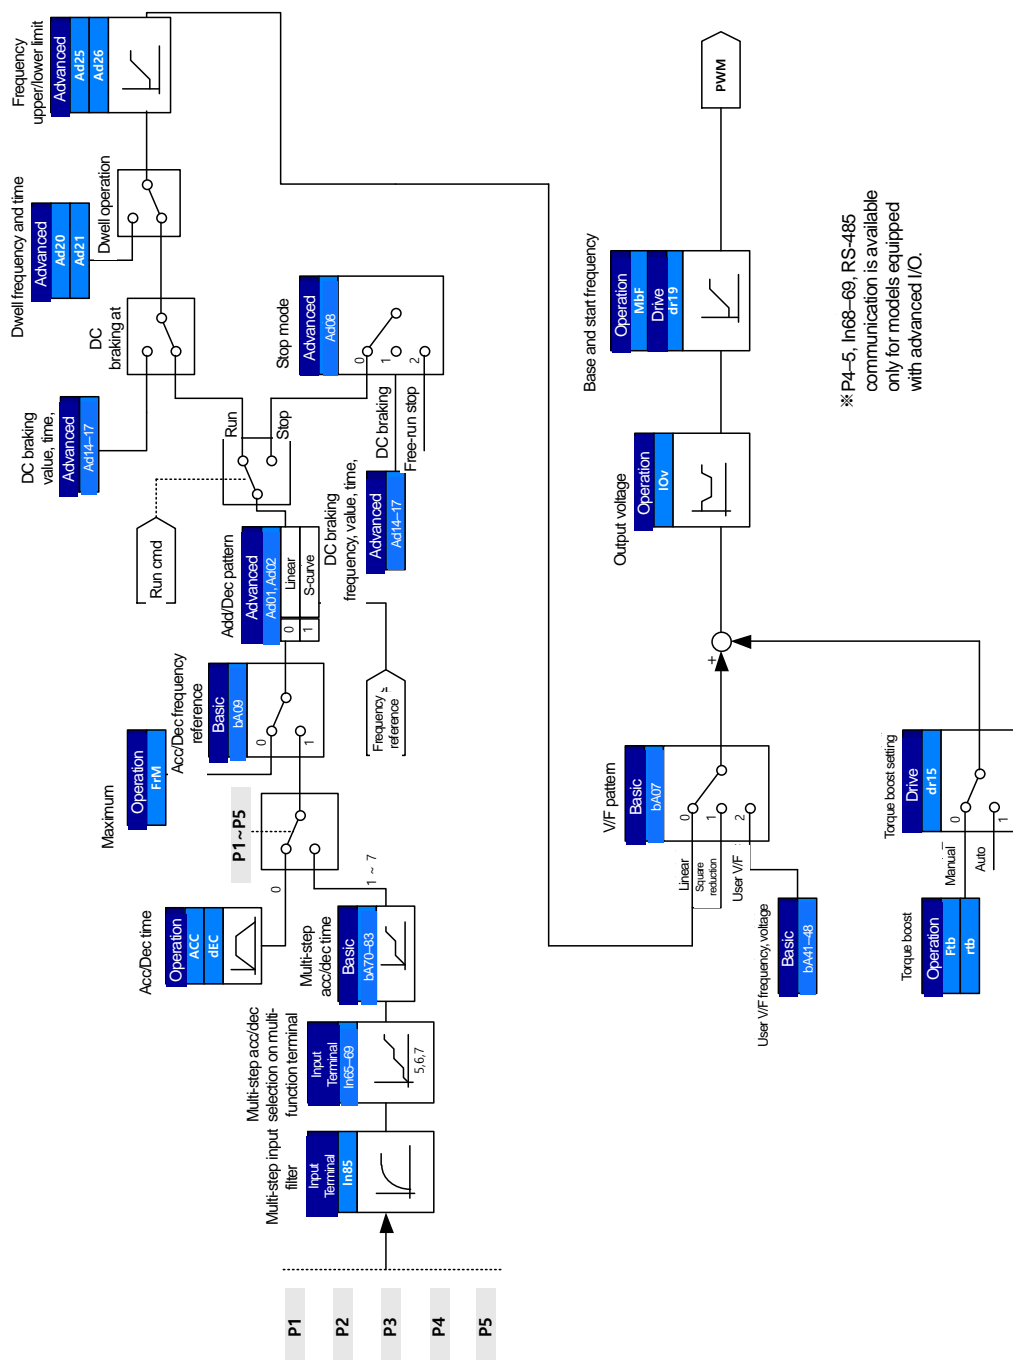 P1
P2
P3
P4
P5
Multi-step input
filter
Input
Terminal
In85
Multi-step acc/dec
selection on multi-
function terminal
Input
Terminal
In65–69
5,6,7
Multi-step
acc/dec time
Basic
bA70–83
1 ~ 7
Acc/Dec time
Operation
ACC
dEC
0
P1~P5
Maximum
Operation
FrM
Acc/Dec frequency
reference
Basic
bA09
0
1
Frequency
reference
Add/Dec pattern
Advanced
Ad01, Ad02
0
Linear
1
S-curve
Run cmd
Run
Stop
DC braking
frequency, value, time,
Advanced
Ad14–17
Stop mode
Advanced
Ad08
0
1
2
DC braking
Free-run stop
DC braking
value, time,
Advanced
Ad14–17
DC
braking at
Dwell frequency and time
Advanced
Ad20
Ad21
Dwell operation
Frequency
upper/lower limit
Advanced
Ad25
Ad26
User V/F frequency, voltage
Basic
bA41–48
V/F pattern
Basic
bA07
Linear
Square
reduction
User V/F
0
1
2
Torque boost
Operation
Ftb
rtb
Torque boost setting
Drive
dr15
Manual
Auto
0
1
+
Output voltage
Operation
IOv
Base and start frequency
Operation
MbF
Drive
dr19
PWM
※ P4–5, In68–69, RS-485
communication is available
only for models equipped
with advanced I/O.